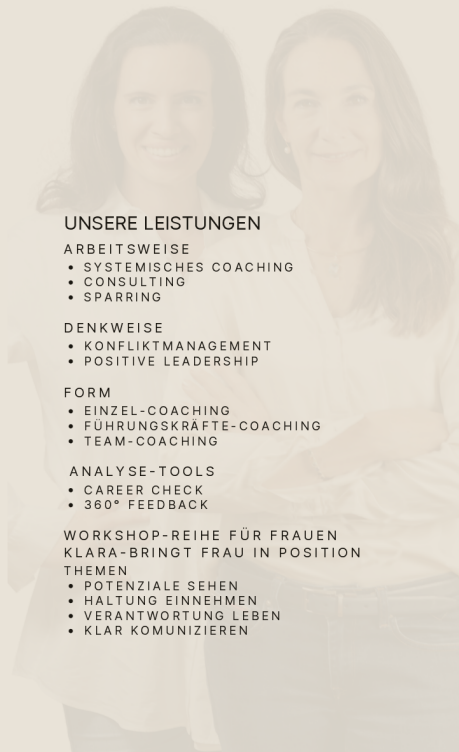 UNSERE LEISTUNGEN
ARBEITSWEISE
• SYSTEMISCHES COACHING
• CONSULTING
• SPARRING
DENKWEISE
• KONFLIKTMANAGEMENT
• POSITIVE LEADERSHIP
FORM
• EINZEL-COACHING
• FÜHRUNGSKRÄFTE-COACHING
• TEAM-COACHING
ANALYSE-TOOLS
• CAREER CHECK
• 360° FEEDBACK
WORKSHOP-REIHE FÜR FRAUEN
KLARA-BRINGT FRAU IN POSITION
THEMEN
• POTENZIALE SEHEN
• HALTUNG EINNEHMEN
• VERANTWORTUNG LEBEN
• KLAR KOMUNIZIEREN